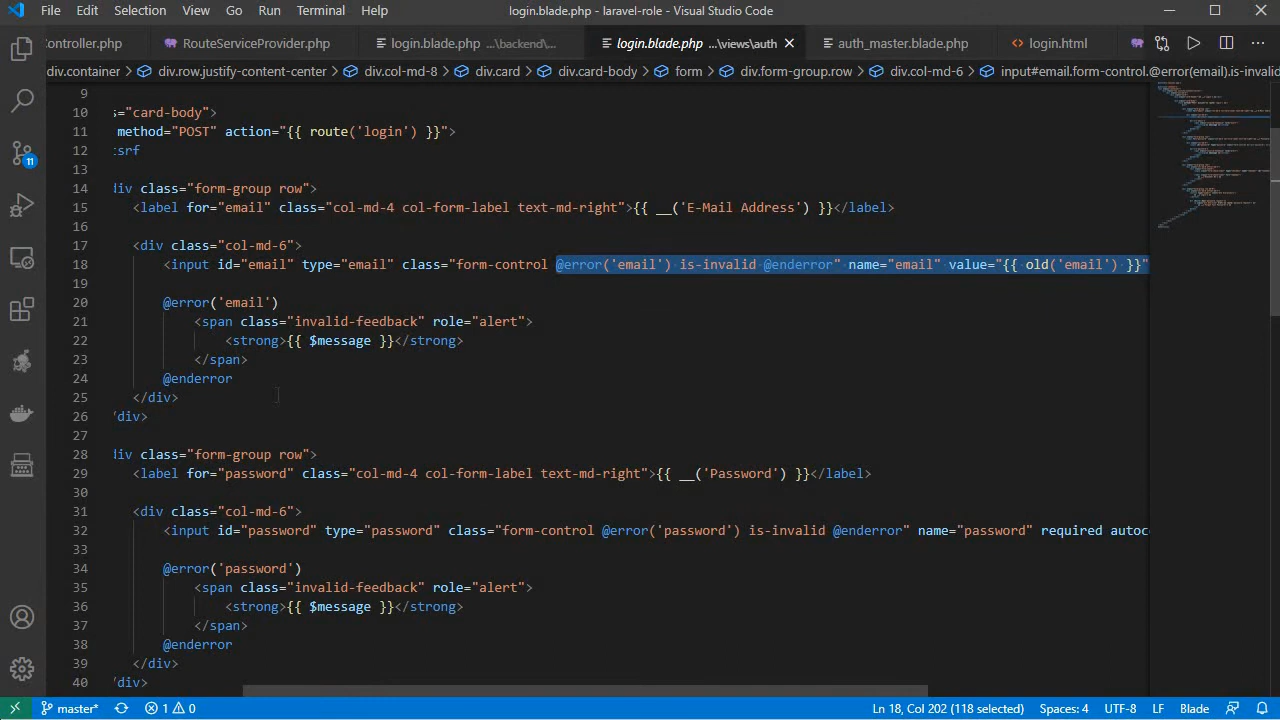 File Edit Selection View Go Run Terminal Help login.blade.php - laravel-role - Visual Studio Code
Controller.php RouteServiceProvider.php login.blade.php ...\backend\... login.blade.php ...\views\auth auth_master.blade.php login.html
div.container div.row.justify-content-center div.col-md-8 div.card div.card-body form div.form-group.row div.col-md-6 input#email.form-control.@error(email).is-invalid
9
10 s="card-body">
11 method="POST" action="{{ route('login') }}">
12 csrf
13
14 div class="form-group row">
15 <label for="email" class="col-md-4 col-form-label text-md-right">{{ __('E-Mail Address') }}</label>
16
17 <div class="col-md-6">
18 <input id="email" type="email" class="form-control @error('email') is-invalid @enderror" name="email" value="{{ old('email') }}"
19
20 @error('email')
21 <span class="invalid-feedback" role="alert">
22 <strong>{{ $message }}</strong>
23 </span>
24 @enderror
25 </div>
26 /div>
27
28 div class="form-group row">
29 <label for="password" class="col-md-4 col-form-label text-md-right">{{ __('Password') }}</label>
30
31 <div class="col-md-6">
32 <input id="password" type="password" class="form-control @error('password') is-invalid @enderror" name="password" required autoc
33
34 @error('password')
35 <span class="invalid-feedback" role="alert">
36 <strong>{{ $message }}</strong>
37 </span>
38 @enderror
39 </div>
40 /div>
11
master* 1 0 Ln 18, Col 202 (118 selected) Spaces: 4 UTF-8 LF Blade